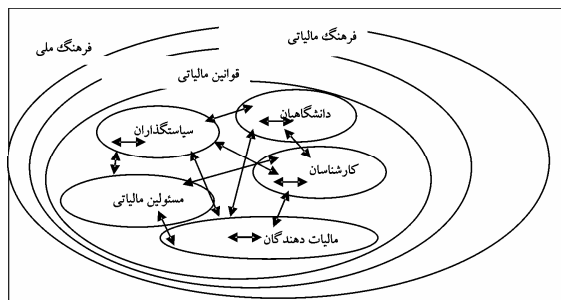 فرهنگ مالیاتی
فرهنگ ملی
قوانین مالیاتی
دانشگاهیان
سیاستگذاران
کارشناسان
مسئولین مالیاتی
مالیات دهندگان